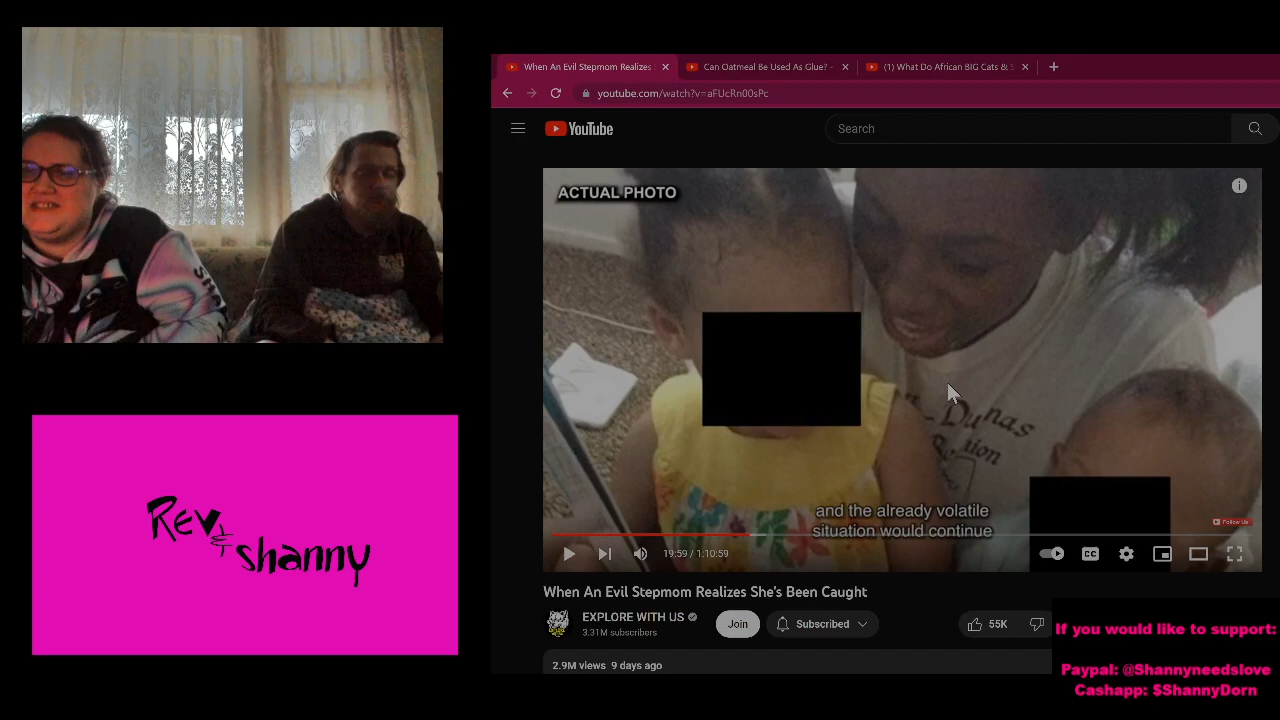 When An Evil Stepmom Realizes
Can Oatmeal Be Used As Glue? -
(1) What Do African BIG Cats &
youtube.com/watch?v=aFUcRn00sPc
YouTube
Search
ACTUAL PHOTO
and the already volatile
situation would continue
Follow Us
19:59 / 1:10:59
CC
When An Evil Stepmom Realizes She's Been Caught
EXPLORE WITH US
3.31M subscribers
Join
Subscribed
55K
2.9M views 9 days ago
Rev
&
Shanny
If you would like to support:
Paypal: @Shannyneedslove
Cashapp: $ShannyDorn